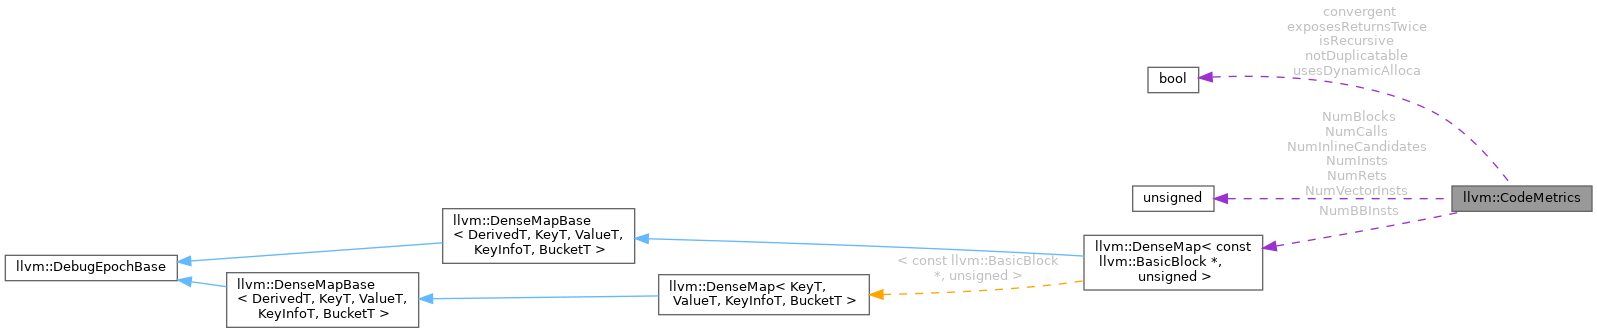 convergent
exposesReturnsTwice
isRecursive
notDuplicatable
usesDynamicAlloca
bool
NumBlocks
NumCalls
NumInlineCandidates
NumInsts
NumRets
NumVectorInsts
unsigned
llvm::CodeMetrics
NumBBInsts
llvm::DenseMapBase
< DerivedT, KeyT, ValueT,
KeyInfoT, BucketT >
llvm::DenseMap< const
llvm::BasicBlock *,
unsigned >
llvm::DebugEpochBase
< const llvm::BasicBlock
*, unsigned >
llvm::DenseMapBase
< DerivedT, KeyT, ValueT,
KeyInfoT, BucketT >
llvm::DenseMap< KeyT,
ValueT, KeyInfoT, BucketT >